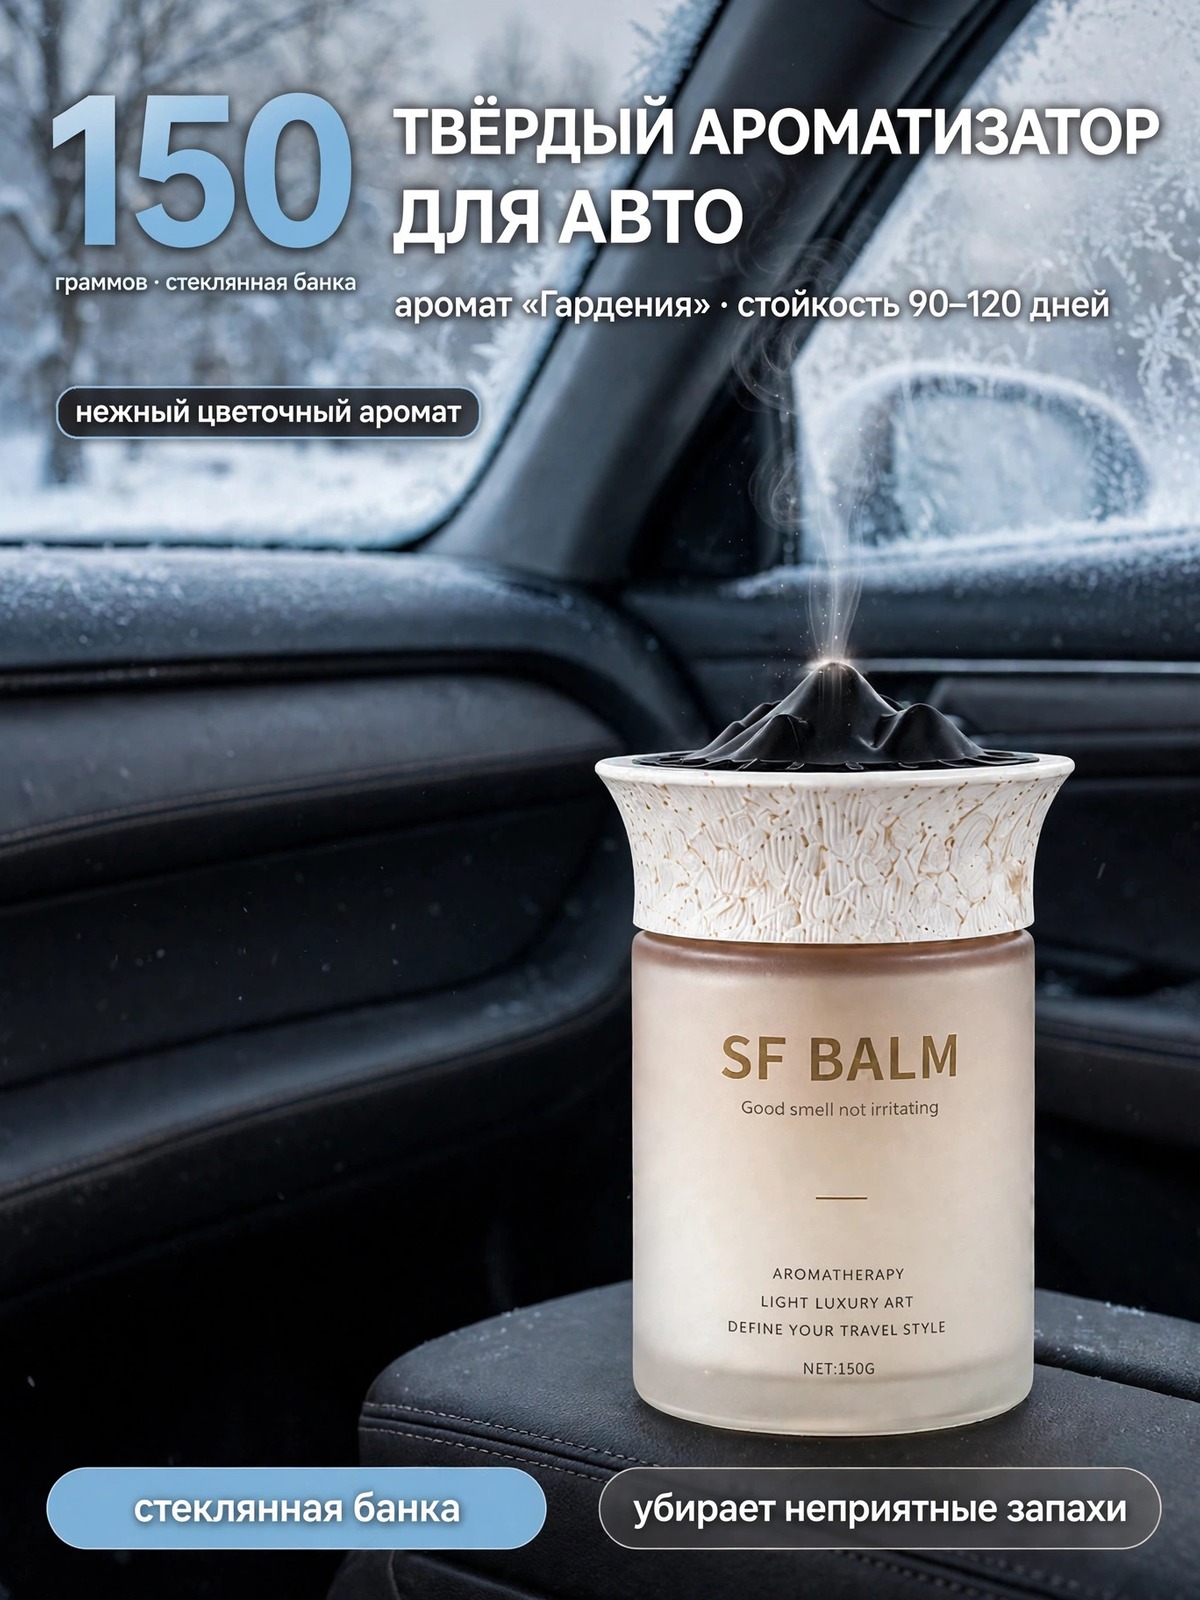 150
граммов · стеклянная банка
ТВЁРДЫЙ АРОМАТИЗАТОР
ДЛЯ АВТО
аромат «Гардения» · стойкость 90–120 дней
нежный цветочный аромат
SF BALM
Good smell not irritating
AROMATHERAPY
LIGHT LUXURY ART
DEFINE YOUR TRAVEL STYLE
NET:150G
стеклянная банка
убирает неприятные запахи